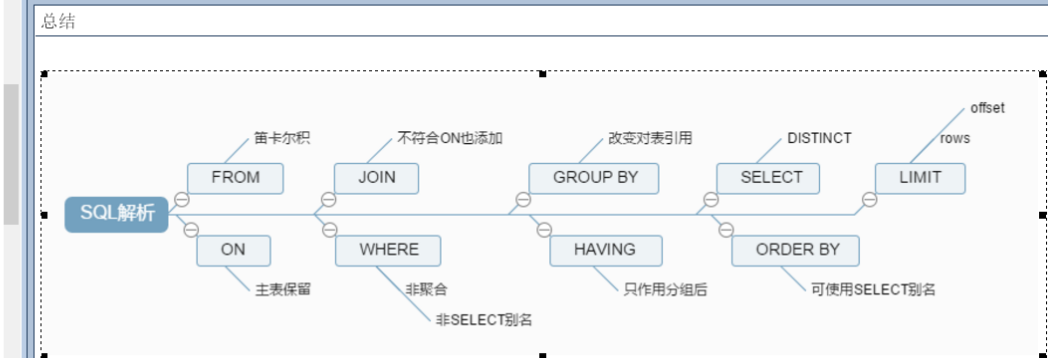 总结
offset
笛卡尔积
不符合ON也添加
改变对表引用
DISTINCT
rows
FROM
JOIN
GROUP BY
SELECT
LIMIT
SQL解析
ON
WHERE
HAVING
ORDER BY
主表保留
非聚合
只作用分组后
可使用SELECT别名
非SELECT别名